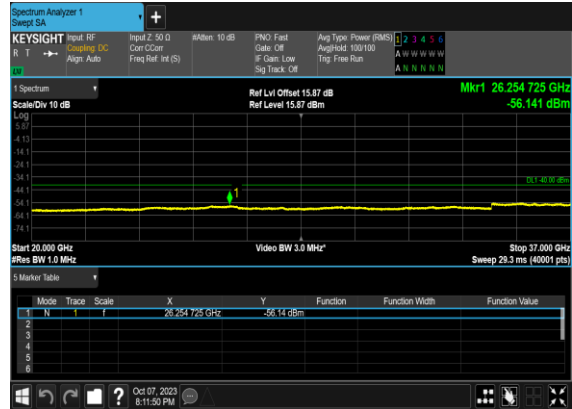 Spectrum Analyzer 1
Swept SA
+
KEYSIGHT
R T
Input: RF
Coupling: DC
Align: Auto
Input Z: 50 Ω
Corr CCorr
Freq Ref: Int (S)
#Atten: 10 dB
PNO: Fast
Gate: Off
IF Gain: Low
Sig Track: Off
Avg Type: Power (RMS)
Avg|Hold: 100/100
Trig: Free Run
1 2 3 4 5 6
A W W W W W
A N N N N N
1 Spectrum
Scale/Div 10 dB
Ref Lvl Offset 15.87 dB
Ref Level 15.87 dBm
Mkr1 26.254 725 GHz
-56.141 dBm
Log
5.87
-4.13
-14.1
-24.1
-34.1
-44.1
-54.1
-64.1
-74.1
DL1 -40.00 dBm
1
Start 20.000 GHz
#Res BW 1.0 MHz
Video BW 3.0 MHz*
Stop 37.000 GHz
Sweep 29.3 ms (40001 pts)
5 Marker Table
Mode Trace Scale X Y Function Function Width Function Value
1 N 1 f 26.254 725 GHz -56.14 dBm
2
3
4
5
6
?
Oct 07, 2023
8:11:50 PM